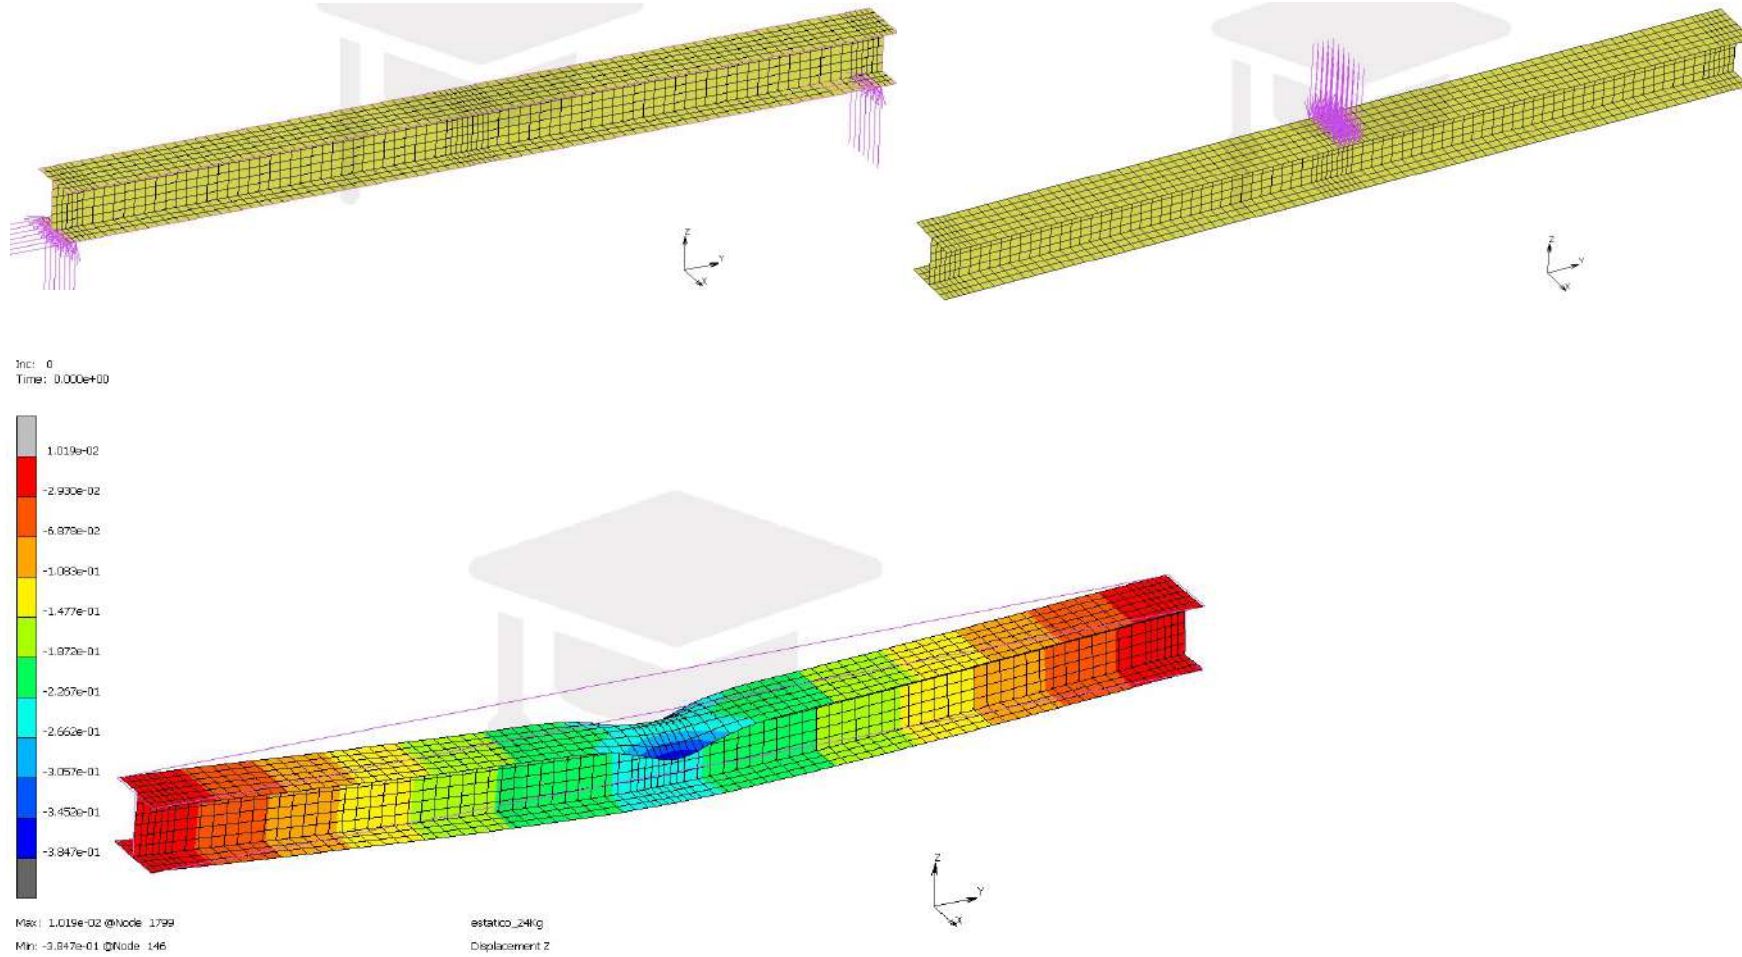 Z
Y
X
Z
Y
X
Inc: 0
Time: 0.000e+00
1.019e-02
-2.930e-02
-6.878e-02
-1.083e-01
-1.477e-01
-1.872e-01
-2.267e-01
-2.662e-01
-3.057e-01
-3.452e-01
-3.847e-01
Z
Y
X
Max: 1.019e-02 @Node 1799
estatico_24Kg
Min: -3.847e-01 @Node 146
Displacement Z